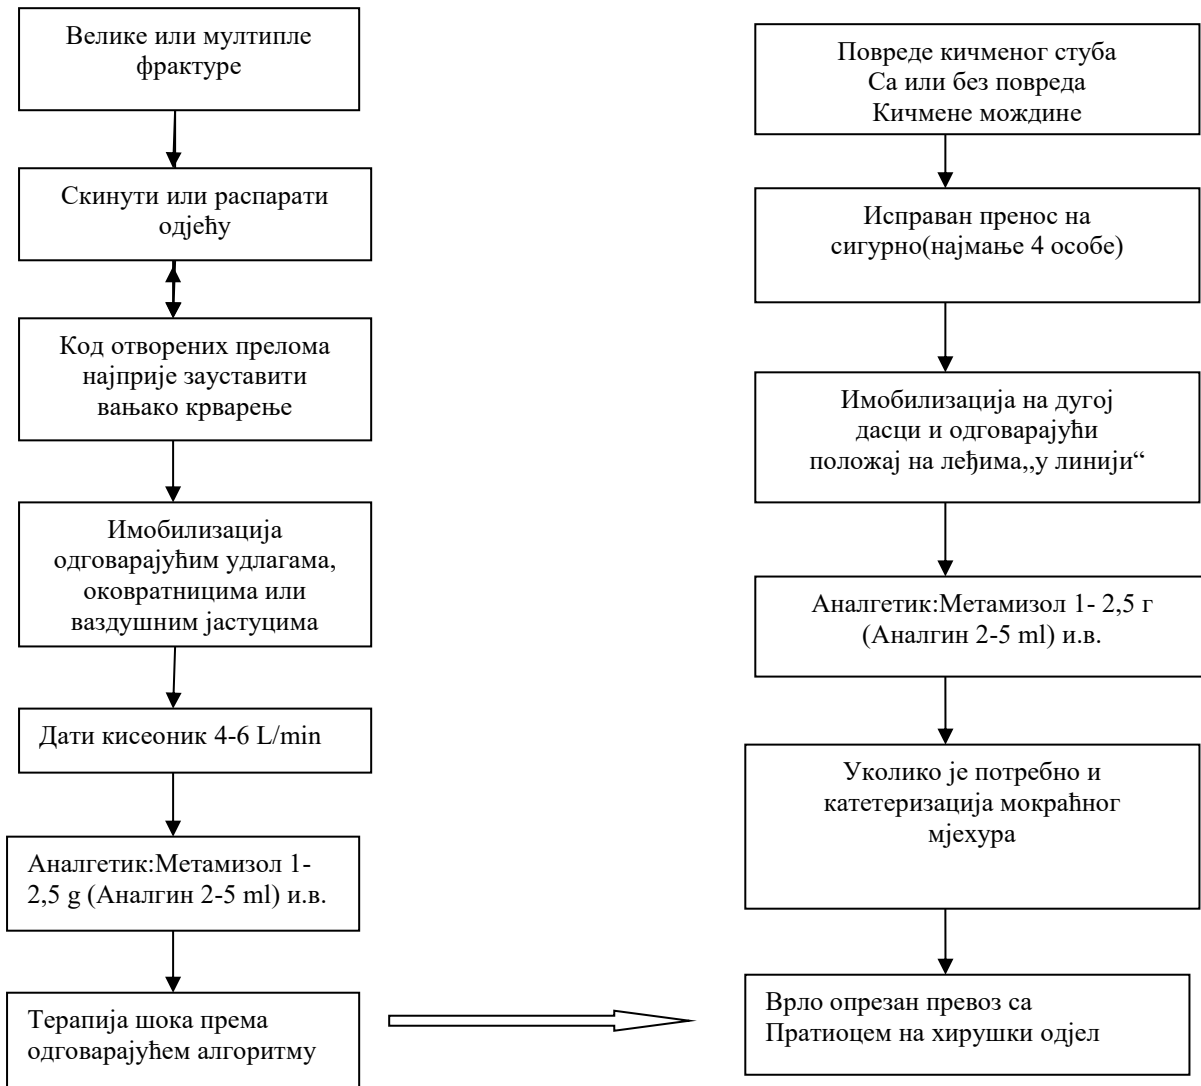 Велике или мултипле
фрактуре
Скинути или распарати
одјећу
Код отворених прелома
најприје зауставити
вањако крварење
Имобилизација
одговарајућим удлагама,
оковратницима или
ваздушним јастуцима
Дати кисеоник 4-6 L/min
Аналгетик:Метамизол 1-
2,5 g (Аналгин 2-5 ml) и.в.
Терапија шока према
одговарајућем алгоритму
Повреде кичменог стуба
Са или без повреда
Кичмене мождине
Исправан пренос на
сигурно(најмање 4 особе)
Имобилизација на дугој
дасци и одговарајући
положај на леђима,,у линији“
Аналгетик:Метамизол 1- 2,5 г
(Аналгин 2-5 ml) и.в.
Уколико је потребно и
катетеризација мокраћног
мјехура
Врло опрезан превоз са
Пратиоцем на хирушки одјел